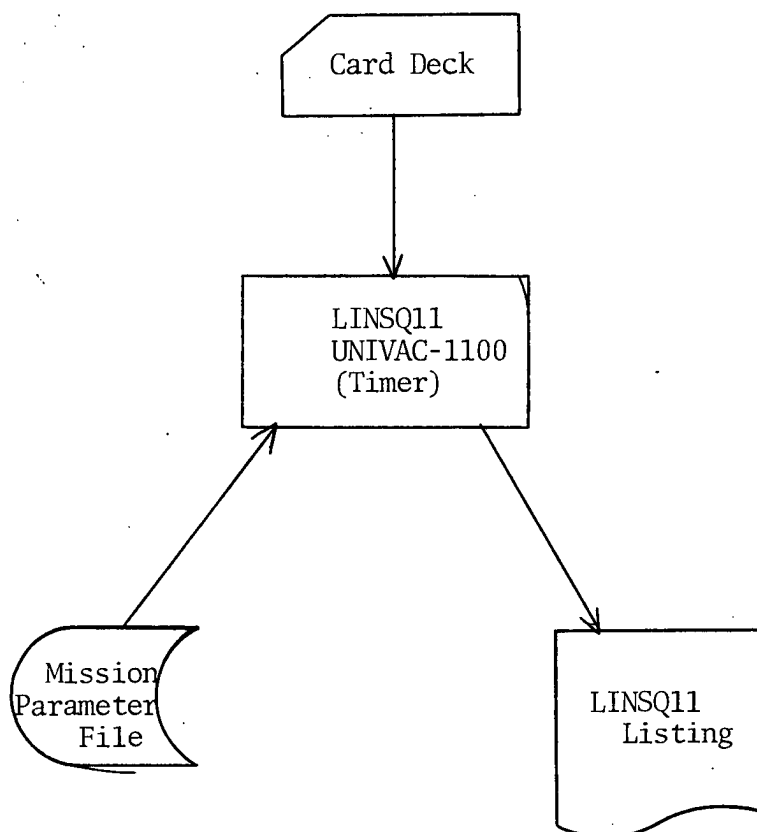 Card Deck
LINSQ11
UNIVAC-1100
(Timer)
Mission
Parameter
File
LINSQ11
Listing